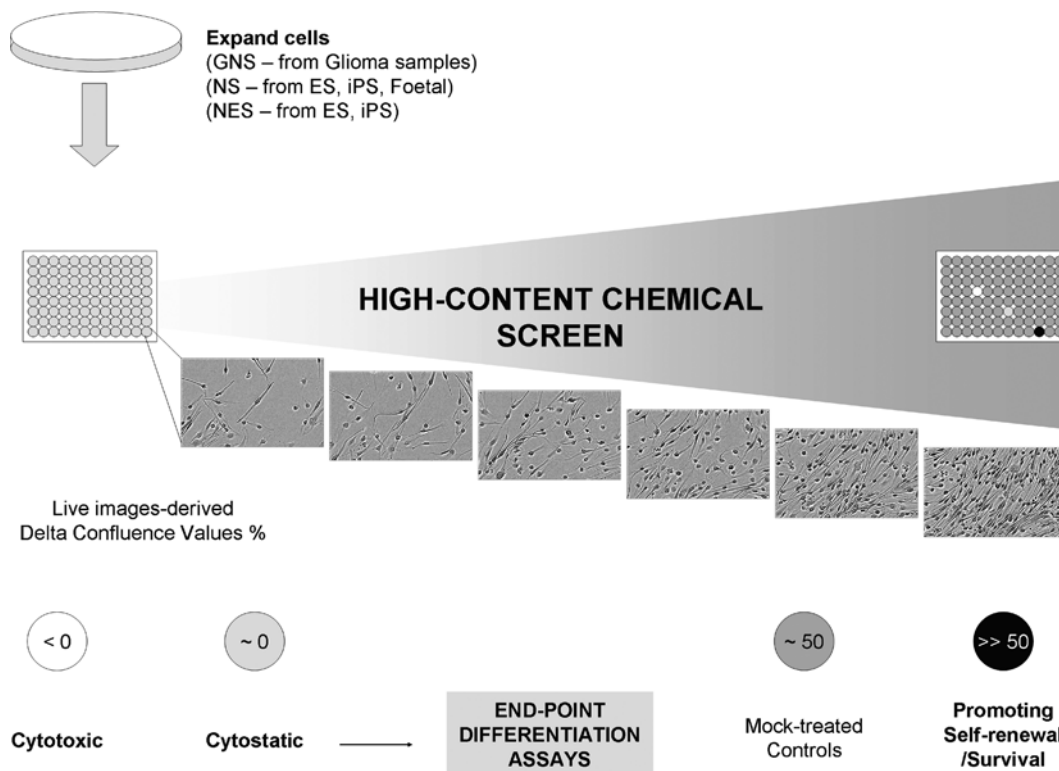 Expand cells
(GNS – from Glioma samples)
(NS – from ES, iPS, Foetal)
(NES – from ES, iPS)
HIGH-CONTENT CHEMICAL
SCREEN
Live images-derived
Delta Confluence Values %
< 0
~ 0
~ 50
>> 50
Cytotoxic
Cytostatic
END-POINT
DIFFERENTIATION
ASSAYS
Mock-treated
Controls
Promoting
Self-renewal
/Survival